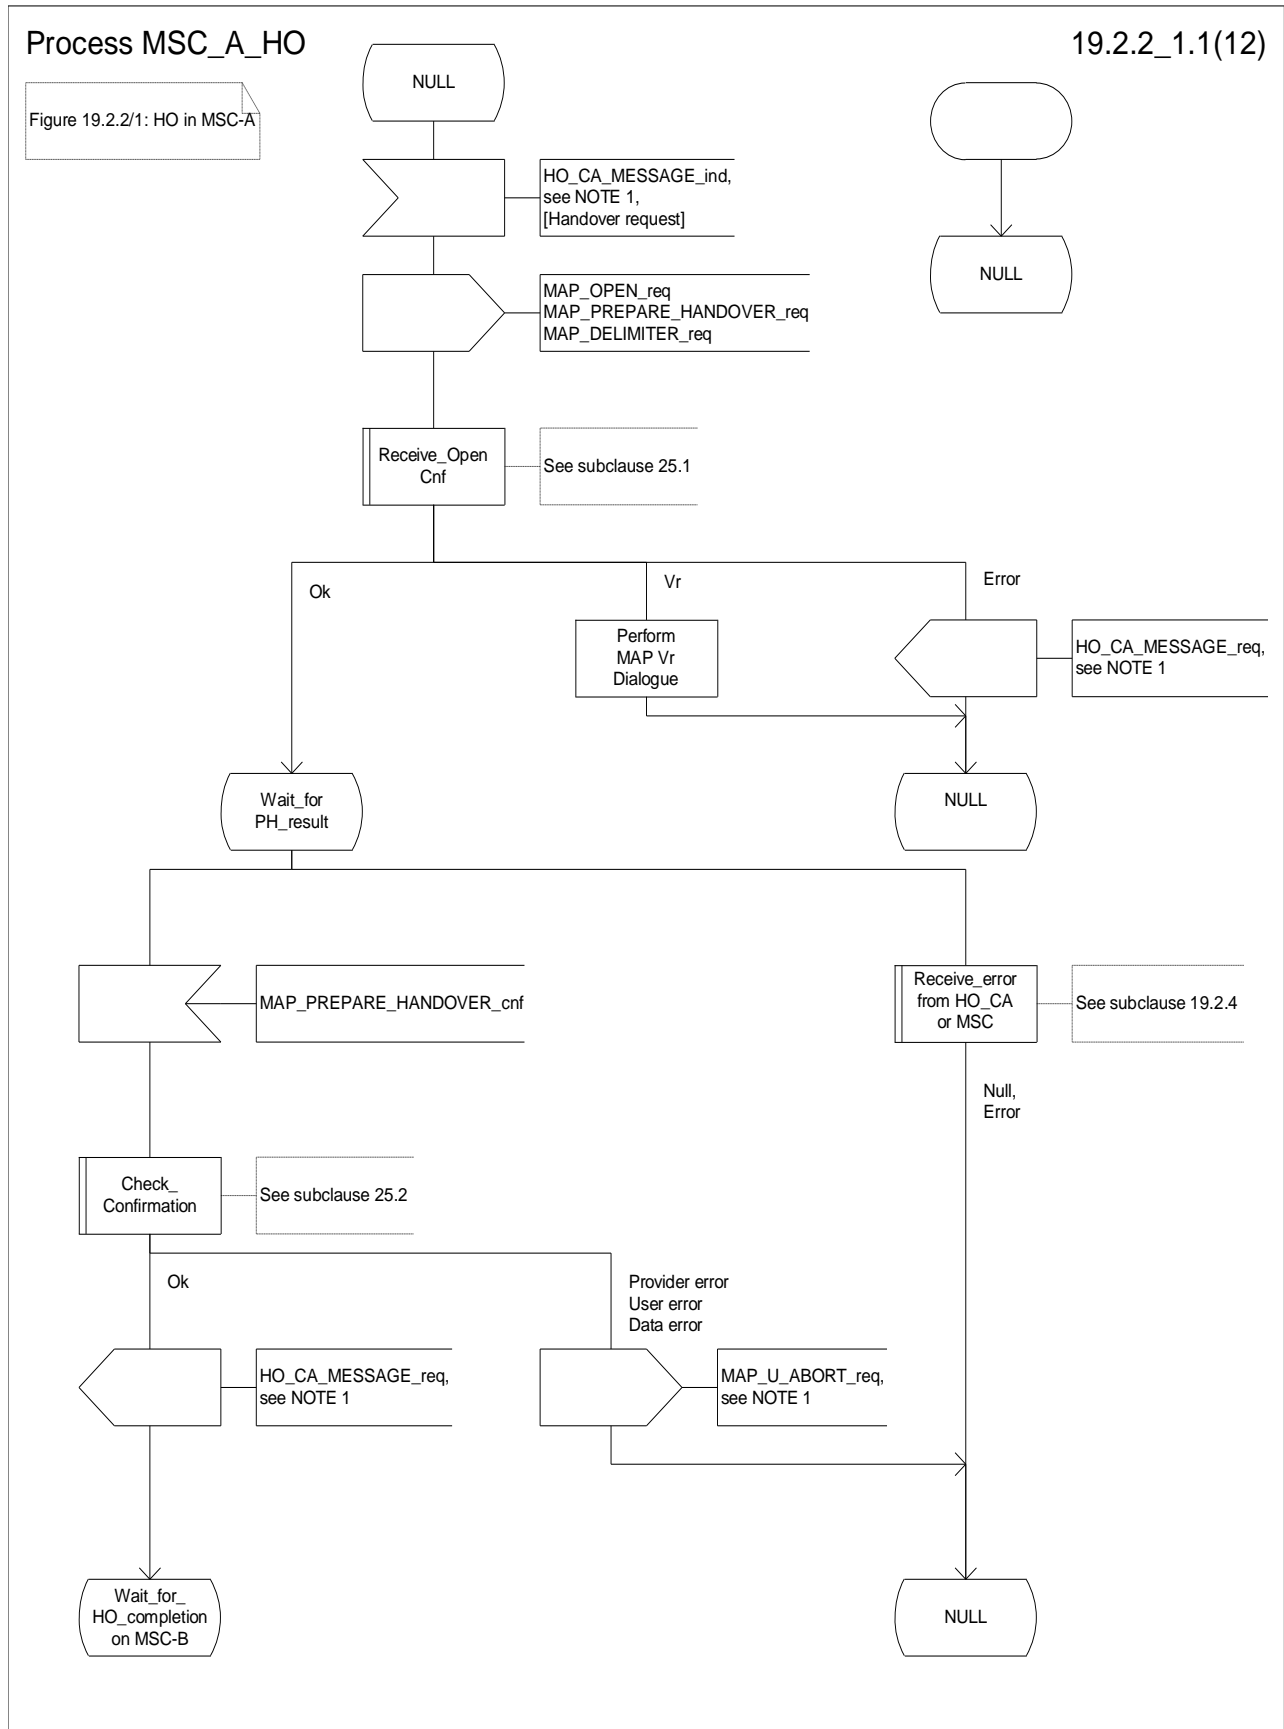 Process MSC_A_HO
19.2.2_1.1(12)
Figure 19.2.2/1: HO in MSC-A
NULL
HO_CA_MESSAGE_ind,
see NOTE 1,
[Handover request]
NULL
MAP_OPEN_req
MAP_PREPARE_HANDOVER_req
MAP_DELIMITER_req
Receive_Open
Cnf
See subclause 25.1
Ok
Vr
Error
Perform
MAP Vr
Dialogue
HO_CA_MESSAGE_req,
see NOTE 1
Wait_for
PH_result
NULL
MAP_PREPARE_HANDOVER_cnf
Receive_error
from HO_CA
or MSC
See subclause 19.2.4
Null,
Error
Check_
Confirmation
See subclause 25.2
Ok
Provider error
User error
Data error
HO_CA_MESSAGE_req,
see NOTE 1
MAP_U_ABORT_req,
see NOTE 1
Wait_for_
HO_completion
on MSC-B
NULL